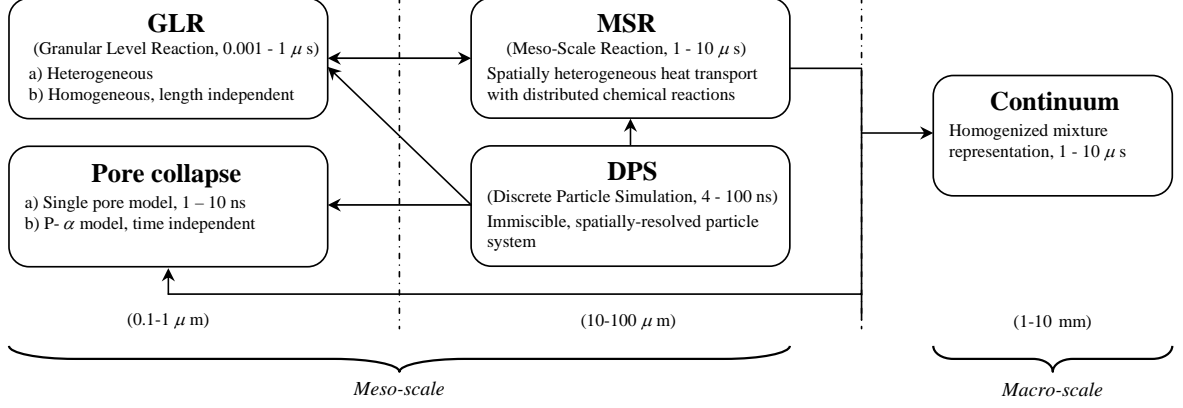 GLR
(Granular Level Reaction, 0.001 - 1 μ s)
a) Heterogeneous
b) Homogeneous, length independent
MSR
(Meso-Scale Reaction, 1 - 10 μ s)
Spatially heterogeneous heat transport
with distributed chemical reactions
Continuum
Homogenized mixture
representation, 1 - 10 μ s
Pore collapse
a) Single pore model, 1 – 10 ns
b) P- α model, time independent
DPS
(Discrete Particle Simulation, 4 - 100 ns)
Immiscible, spatially-resolved particle
system
(0.1-1 μ m)
(10-100 μ m)
(1-10 mm)
Meso-scale
Macro-scale